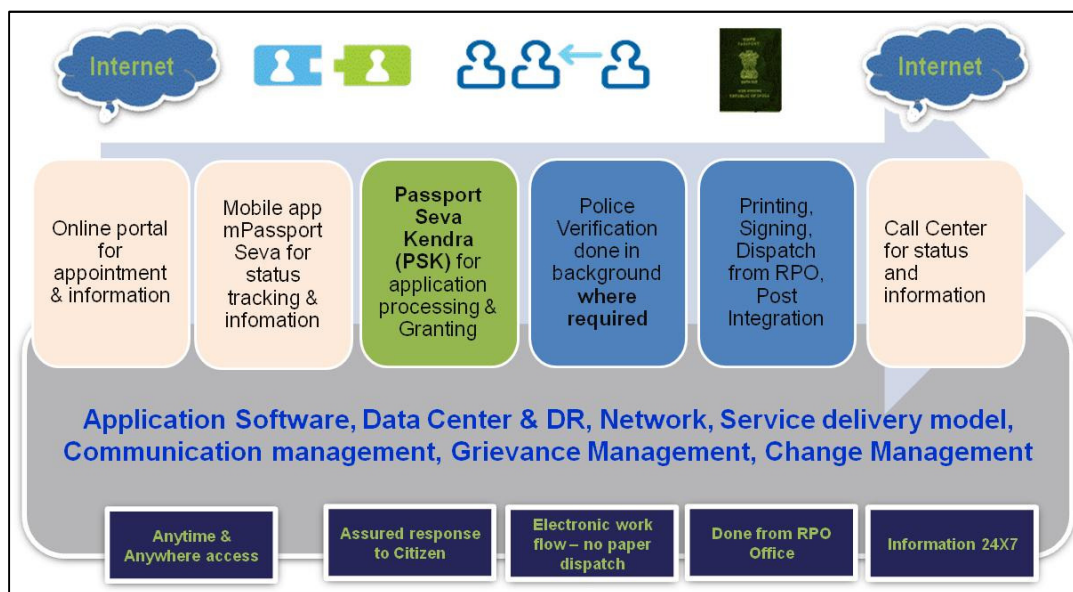 Internet
Internet
Online portal
for
appointment
& information
Mobile app
mPassport
Seva for
status
tracking &
infomation
Passport
Seva
Kendra
(PSK) for
application
processing &
Granting
Police
Verification
done in
background
where
required
Printing,
Signing,
Dispatch
from RPO,
Post
Integration
Call Center
for status
and
information
Application Software, Data Center & DR, Network, Service delivery model,
Communication management, Grievance Management, Change Management
Anytime &
Anywhere access
Assured response
to Citizen
Electronic work
flow – no paper
dispatch
Done from RPO
Office
Information 24X7